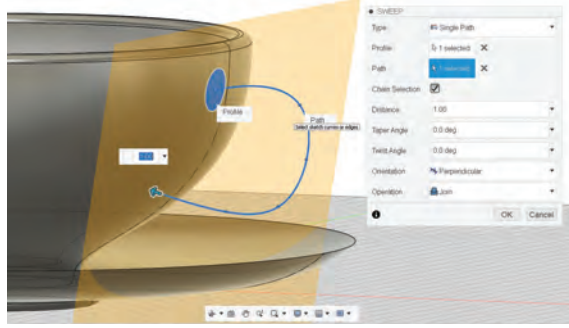 SWEEP
Type
Single Path
Profile
1 selected
Path
1 selected
Chain Selection
Distance
1.00
Taper Angle
0.0 deg
Twist Angle
0.0 deg
Orientation
Perpendicular
Operation
Join
OK
Cancel
Profile
Path
Select sketch curves or edges